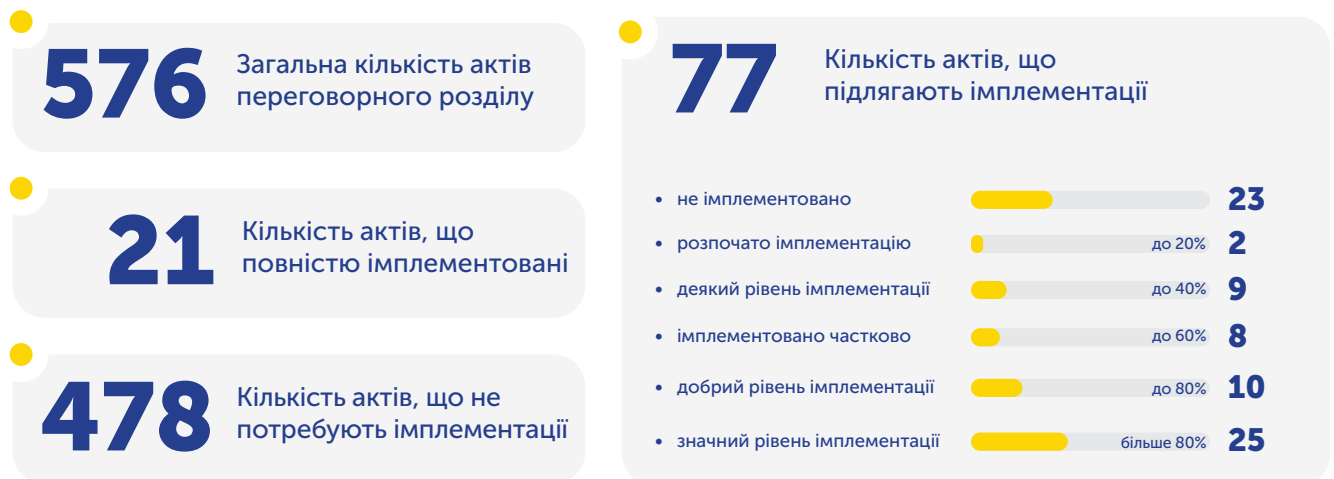 576
Загальна кількість актів
переговорного розділу
21
Кількість актів, що
повністю імплементовані
478
Кількість актів, що не
потребують імплементації
77
Кількість актів, що
підлягають імплементації
• не імплементовано 23
• розпочато імплементацію до 20% 2
• деякий рівень імплементації до 40% 9
• імплементовано частково до 60% 8
• добрий рівень імплементації до 80% 10
• значний рівень імплементації більше 80% 25